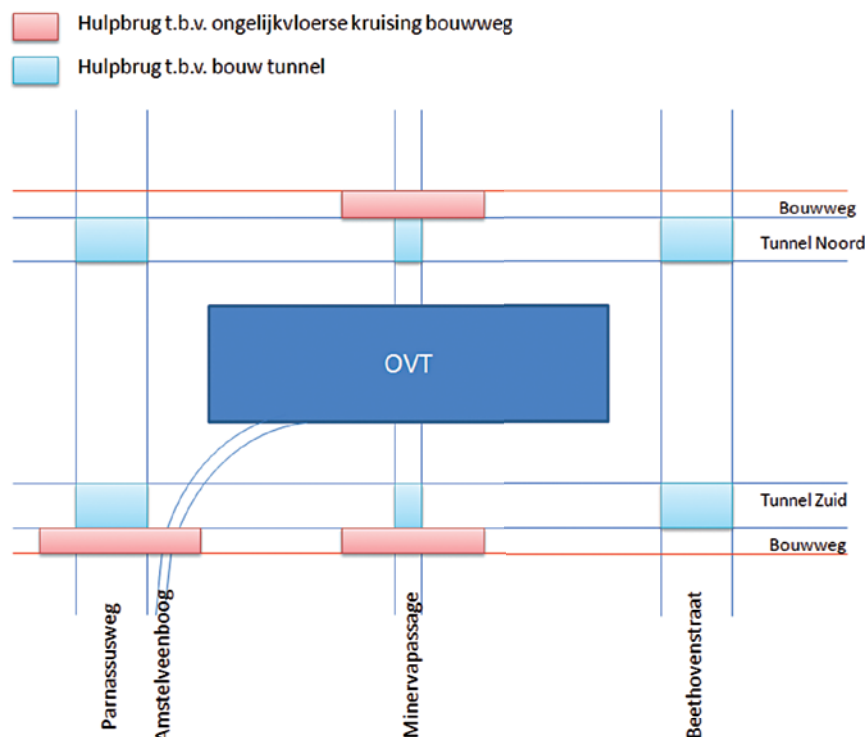 Hulpbrug t.b.v. ongelijkvloerse kruising bouwweg
Hulpbrug t.b.v. bouw tunnel
Bouwweg
Tunnel Noord
OVT
Tunnel Zuid
Bouwweg
Parnassusweg
Amstelveenboog
Minervapassage
Beethovenstraat